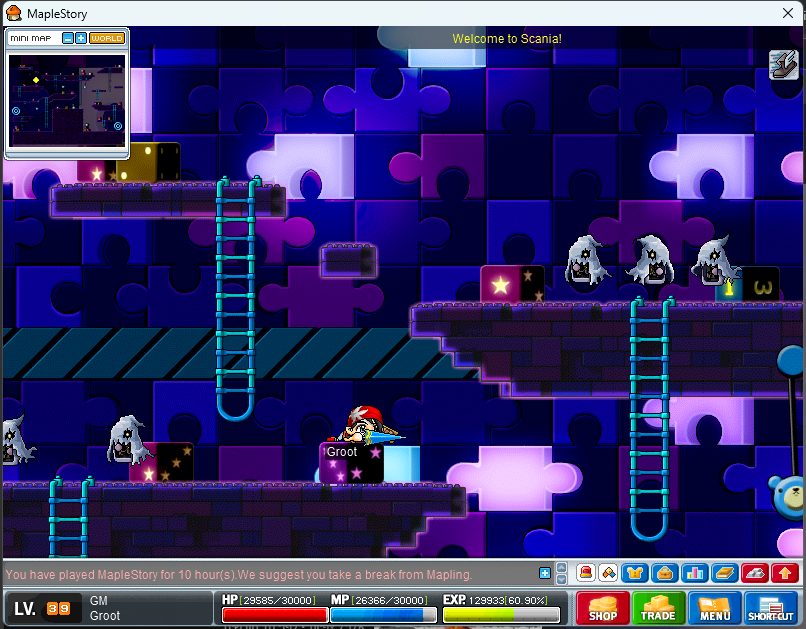 MapleStory
MINI MAP
WORLD
Welcome to Scania!
3
Groot
You have played MapleStory for 10 hour(s).We suggest you take a break from Mapling.
LV. 39
GM
Groot
HP[29585/30000] MP[26366/30000] EXP 129933[60.90%]
SHOP
TRADE
MENU
SHORTCUT